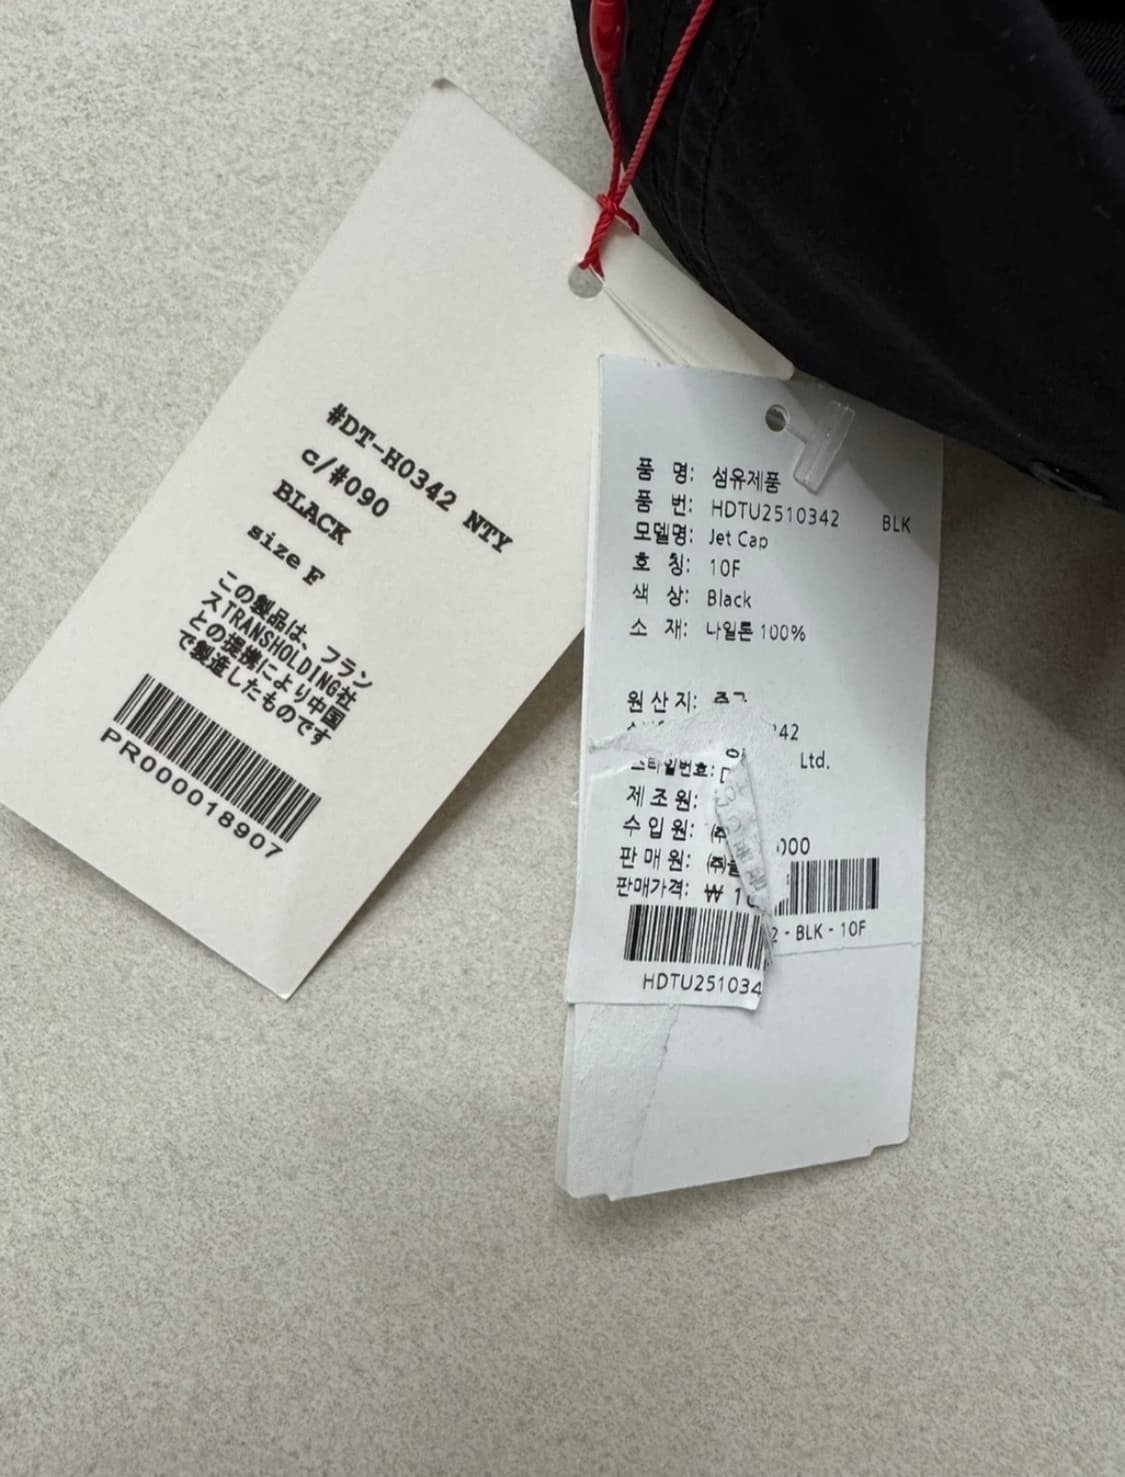 #DT-H0342 NTY
c/#090
BLACK
size F
この製品は、フラン
スTRANSHOLDING社
との提携により中国
で製進したものです
PR000018907
품 명: 섬유제품
품 번: HDTU2510342 BLK
모델명: Jet Cap
호 칭: 10F
색 상: Black
소 재: 나일론 100%
원 산 지:
342
스타일번호: Ltd.
제 조 원:
수 입 원: ㈜ 000
판 매 원: ㈜
판매가격: ₩ 1
2 - BLK - 10F
HDTU251034